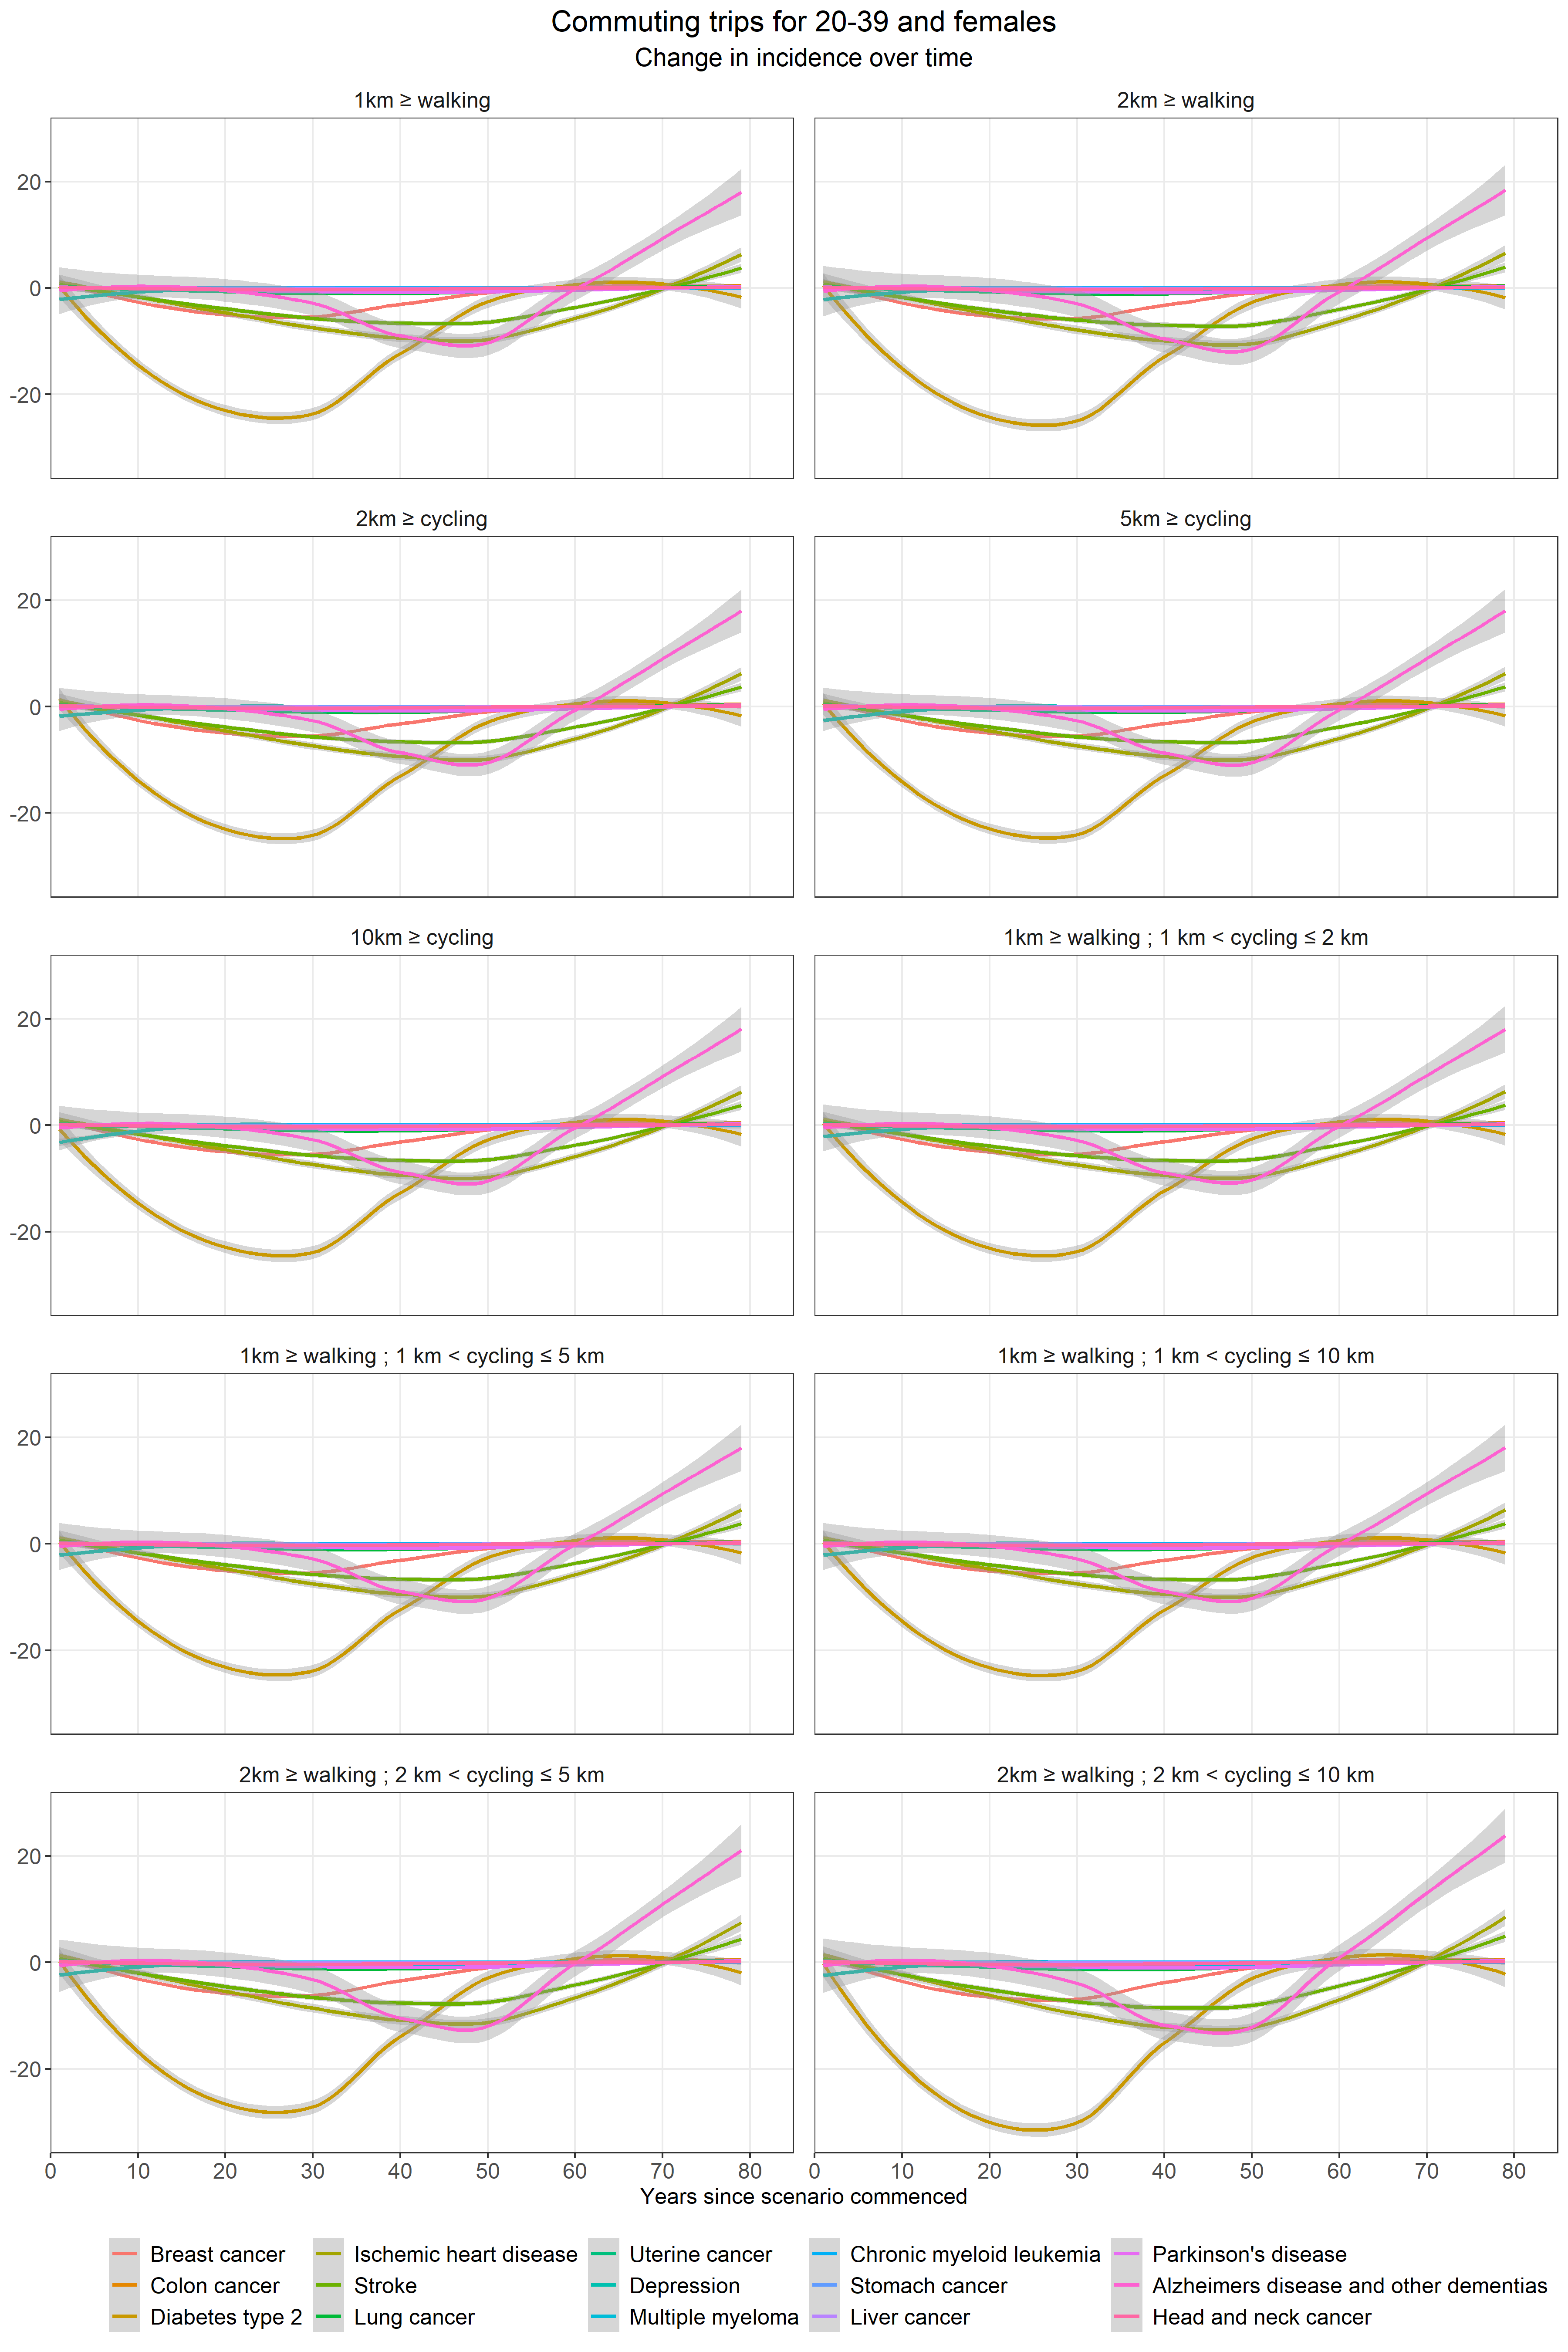 Commuting trips for 20-39 and females
Change in incidence over time
1km ≥ walking
2km ≥ walking
20
0
-20
2km ≥ cycling
5km ≥ cycling
20
0
-20
10km ≥ cycling
1km ≥ walking ; 1 km < cycling ≤ 2 km
20
0
-20
1km ≥ walking ; 1 km < cycling ≤ 5 km
1km ≥ walking ; 1 km < cycling ≤ 10 km
20
0
-20
2km ≥ walking ; 2 km < cycling ≤ 5 km
2km ≥ walking ; 2 km < cycling ≤ 10 km
20
0
-20
0 10 20 30 40 50 60 70 80
0 10 20 30 40 50 60 70 80
Years since scenario commenced
Breast cancer
Colon cancer
Diabetes type 2
Ischemic heart disease
Stroke
Lung cancer
Uterine cancer
Depression
Multiple myeloma
Chronic myeloid leukemia
Stomach cancer
Liver cancer
Parkinson's disease
Alzheimers disease and other dementias
Head and neck cancer